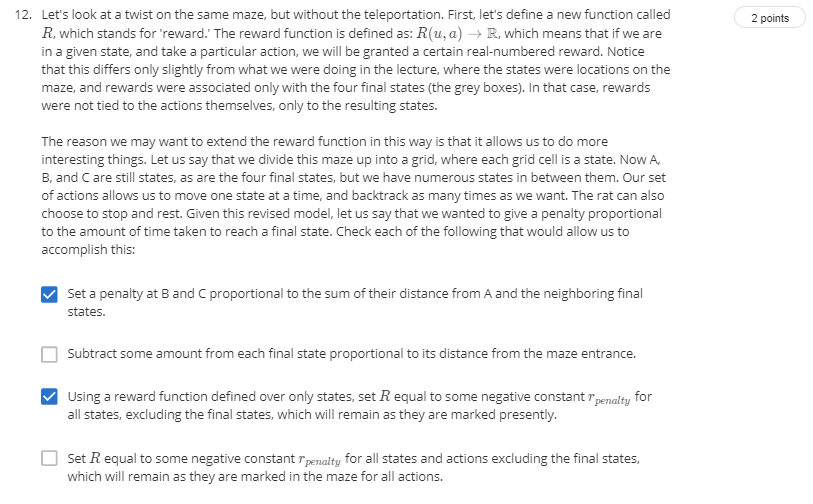 12. Let's look at a twist on the same maze, but without the teleportation. First, let's define a new function called
2 points
R, which stands for 'reward.' The reward function is defined as: R(u, a) → ℝ, which means that if we are
in a given state, and take a particular action, we will be granted a certain real-numbered reward. Notice
that this differs only slightly from what we were doing in the lecture, where the states were locations on the
maze, and rewards were associated only with the four final states (the grey boxes). In that case, rewards
were not tied to the actions themselves, only to the resulting states.
The reason we may want to extend the reward function in this way is that it allows us to do more
interesting things. Let us say that we divide this maze up into a grid, where each grid cell is a state. Now A,
B, and C are still states, as are the four final states, but we have numerous states in between them. Our set
of actions allows us to move one state at a time, and backtrack as many times as we want. The rat can also
choose to stop and rest. Given this revised model, let us say that we wanted to give a penalty proportional
to the amount of time taken to reach a final state. Check each of the following that would allow us to
accomplish this:
Set a penalty at B and C proportional to the sum of their distance from A and the neighboring final
states.
Subtract some amount from each final state proportional to its distance from the maze entrance.
Using a reward function defined over only states, set R equal to some negative constant r_penalty for
all states, excluding the final states, which will remain as they are marked presently.
Set R equal to some negative constant r_penalty for all states and actions excluding the final states,
which will remain as they are marked in the maze for all actions.